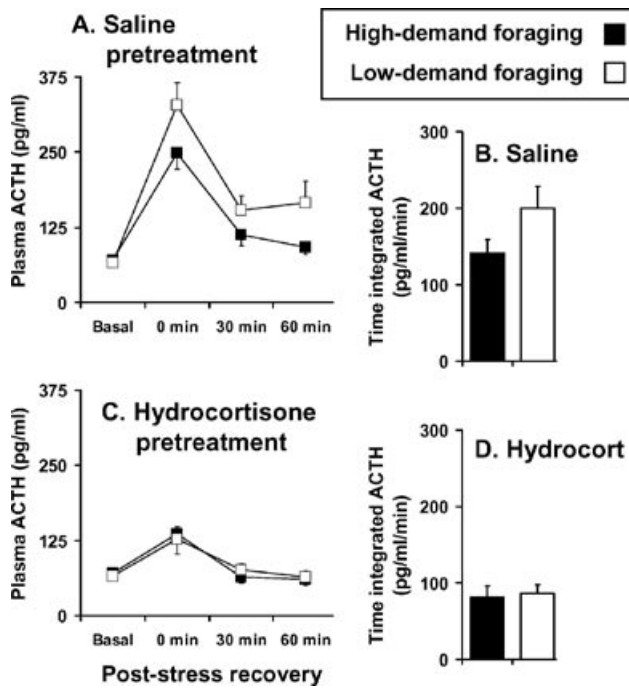 A. Saline
pretreatment
High-demand foraging
Low-demand foraging
Plasma ACTH (pg/ml)
375
250
125
0
Basal 0 min 30 min 60 min
B. Saline
Time integrated ACTH
(pg/ml/min)
300
200
100
0
C. Hydrocortisone
pretreatment
Plasma ACTH (pg/ml)
375
250
125
0
Basal 0 min 30 min 60 min
Post-stress recovery
D. Hydrocort
Time integrated ACTH
(pg/ml/min)
300
200
100
0